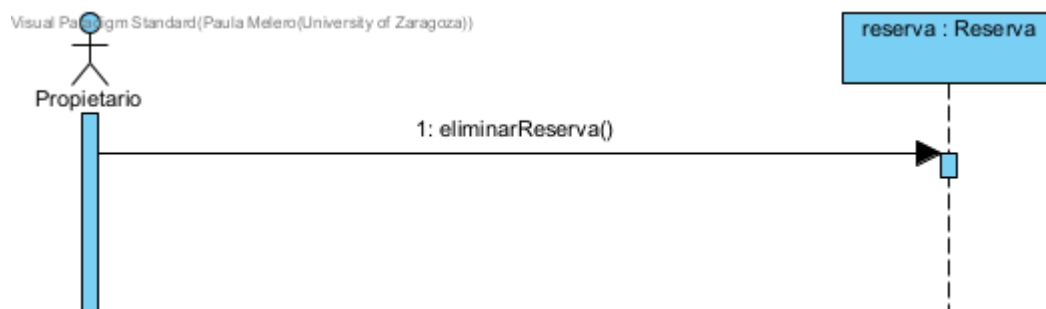 Visual Paradigm Standard(Paula Melero(University of Zaragoza))
reserva : Reserva
Propietario
1: eliminarReserva()